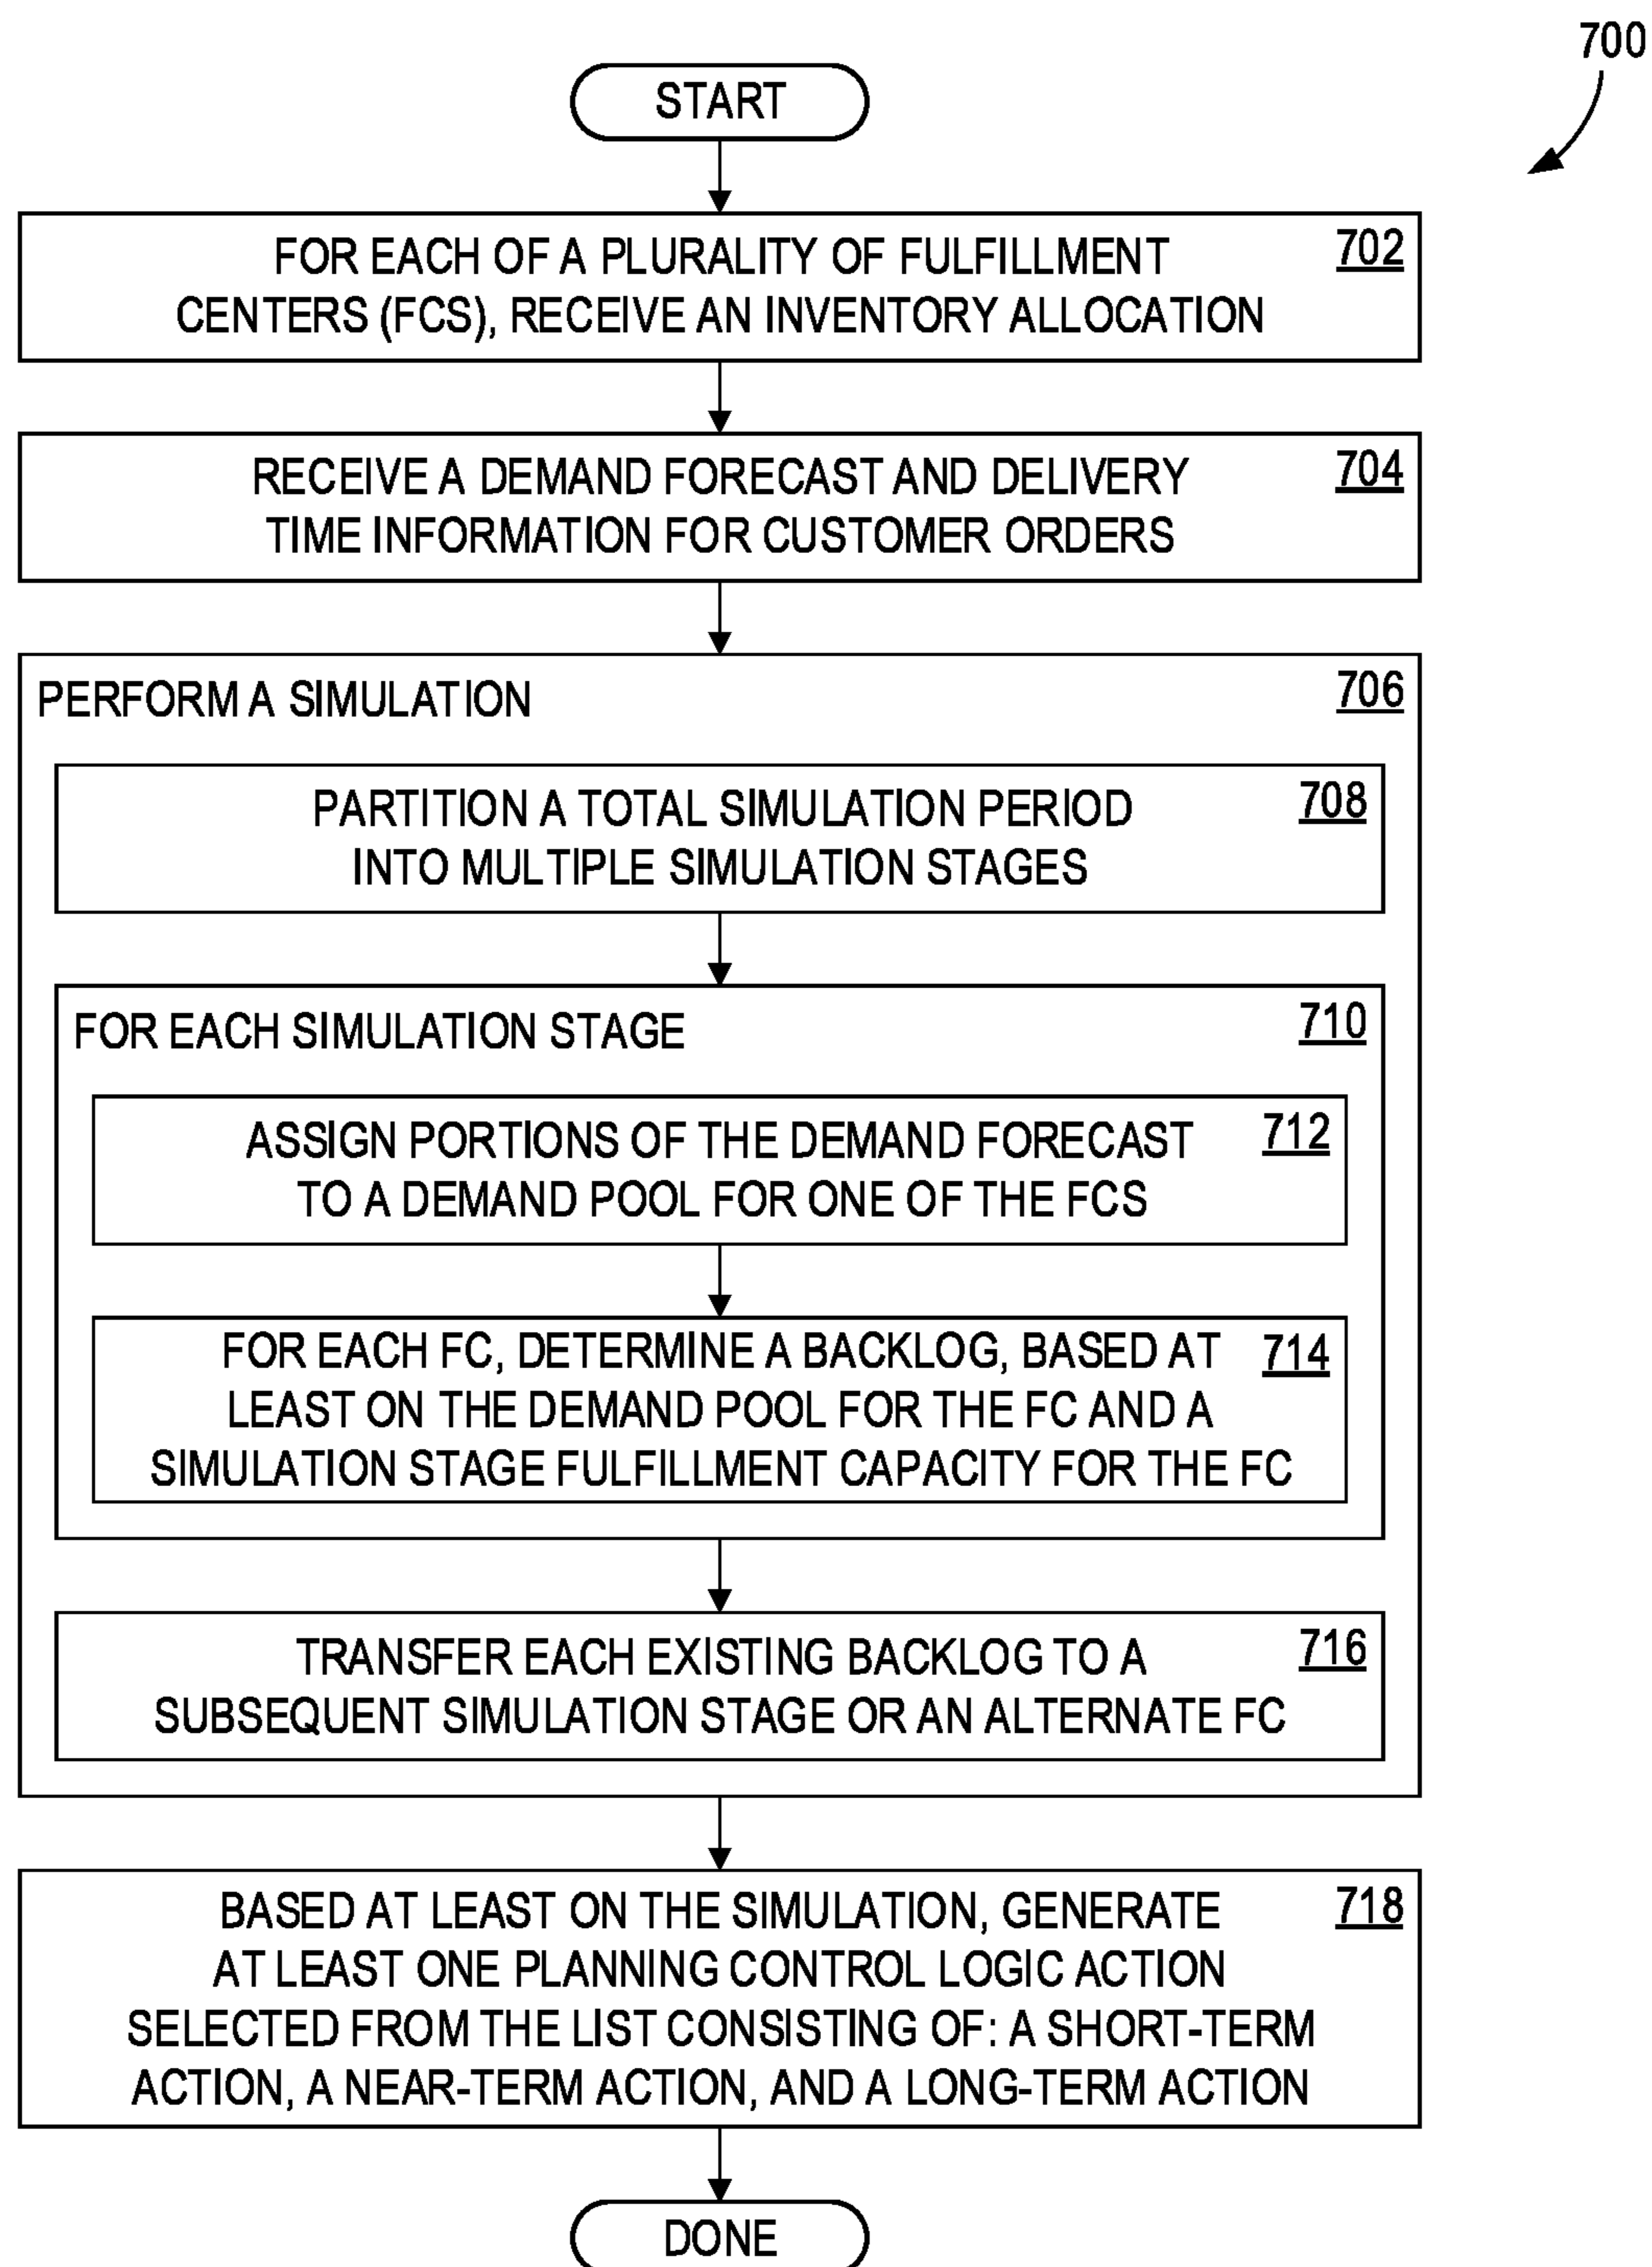 700
START
FOR EACH OF A PLURALITY OF FULFILLMENT 702
CENTERS (FCS), RECEIVE AN INVENTORY ALLOCATION
RECEIVE A DEMAND FORECAST AND DELIVERY 704
TIME INFORMATION FOR CUSTOMER ORDERS
PERFORM A SIMULATION 706
PARTITION A TOTAL SIMULATION PERIOD 708
INTO MULTIPLE SIMULATION STAGES
FOR EACH SIMULATION STAGE 710
ASSIGN PORTIONS OF THE DEMAND FORECAST 712
TO A DEMAND POOL FOR ONE OF THE FCS
FOR EACH FC, DETERMINE A BACKLOG, BASED AT 714
LEAST ON THE DEMAND POOL FOR THE FC AND A
SIMULATION STAGE FULFILLMENT CAPACITY FOR THE FC
TRANSFER EACH EXISTING BACKLOG TO A 716
SUBSEQUENT SIMULATION STAGE OR AN ALTERNATE FC
BASED AT LEAST ON THE SIMULATION, GENERATE 718
AT LEAST ONE PLANNING CONTROL LOGIC ACTION
SELECTED FROM THE LIST CONSISTING OF: A SHORT-TERM
ACTION, A NEAR-TERM ACTION, AND A LONG-TERM ACTION
DONE